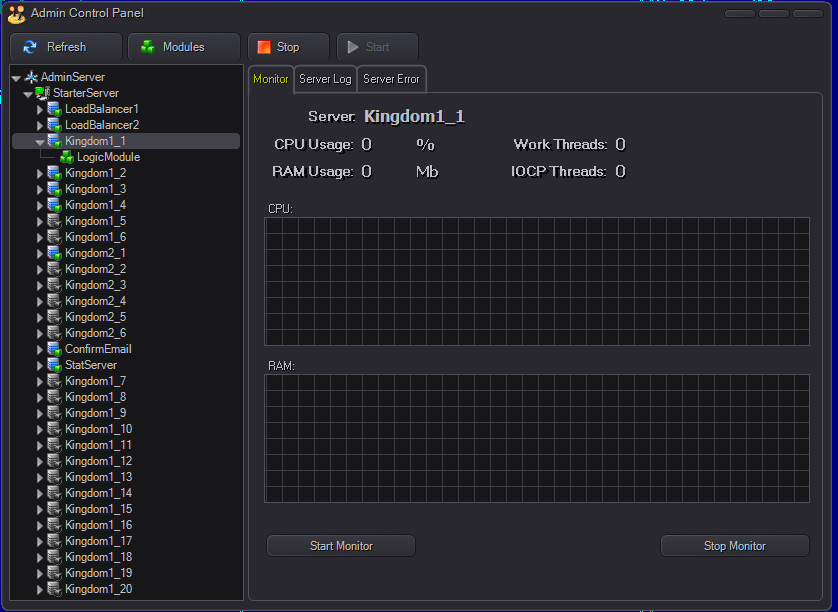 Admin Control Panel
Refresh Modules Stop Start
AdminServer
StarterServer
LoadBalancer1
LoadBalancer2
Kingdom1_1
LogicModule
Kingdom1_2
Kingdom1_3
Kingdom1_4
Kingdom1_5
Kingdom1_6
Kingdom2_1
Kingdom2_2
Kingdom2_3
Kingdom2_4
Kingdom2_5
Kingdom2_6
ConfirmEmail
StatServer
Kingdom1_7
Kingdom1_8
Kingdom1_9
Kingdom1_10
Kingdom1_11
Kingdom1_12
Kingdom1_13
Kingdom1_14
Kingdom1_15
Kingdom1_16
Kingdom1_17
Kingdom1_18
Kingdom1_19
Kingdom1_20
Monitor Server Log Server Error
Server: Kingdom1_1
CPU Usage: 0 % Work Threads: 0
RAM Usage: 0 Mb IOCP Threads: 0
CPU:
RAM:
Start Monitor Stop Monitor